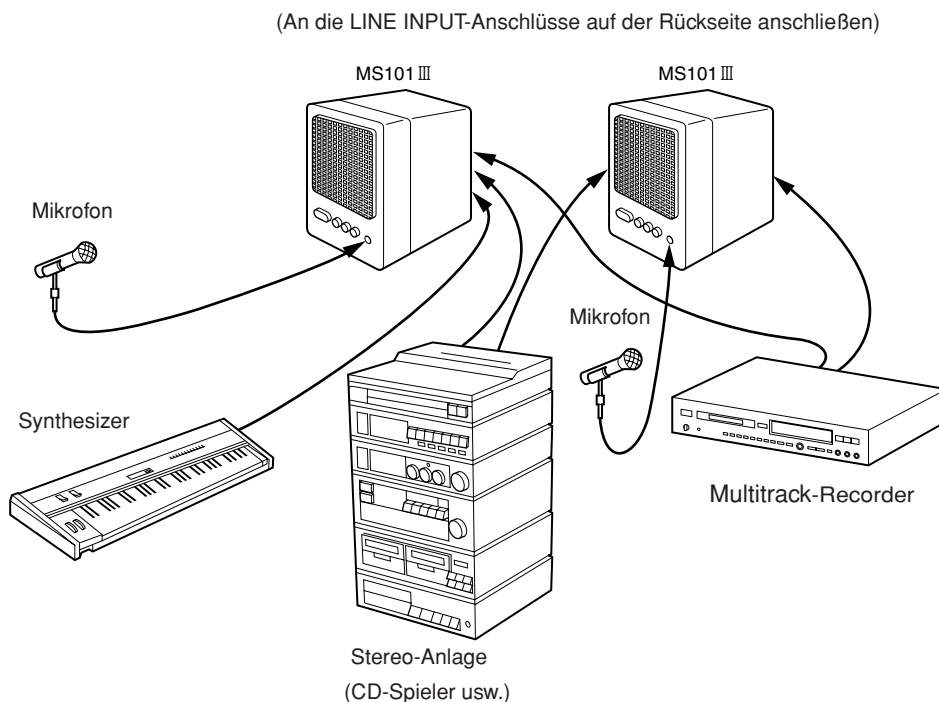 (An die LINE INPUT-Anschlüsse auf der Rückseite anschließen)
MS101 Ⅲ
MS101 Ⅲ
Mikrofon
Mikrofon
Synthesizer
Multitrack-Recorder
Stereo-Anlage
(CD-Spieler usw.)